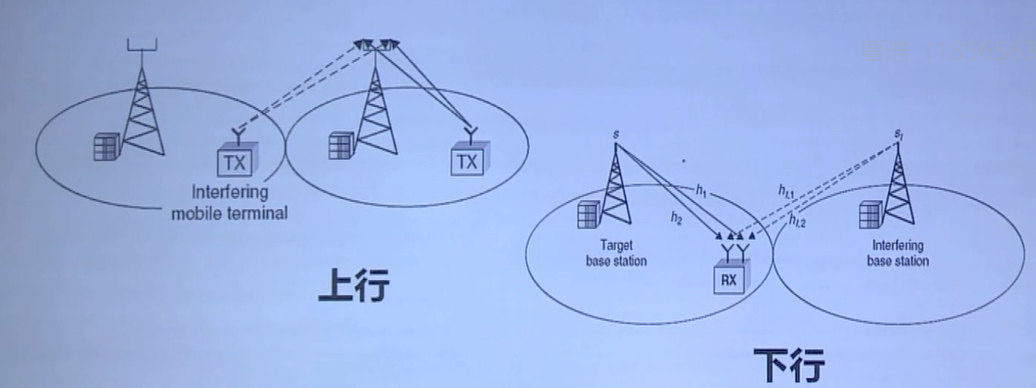 TX
TX
Interfering
mobile terminal
上行
s
s_I
h_1
h_2
h_{I,1}
h_{I,2}
Target
base station
RX
Interfering
base station
下行